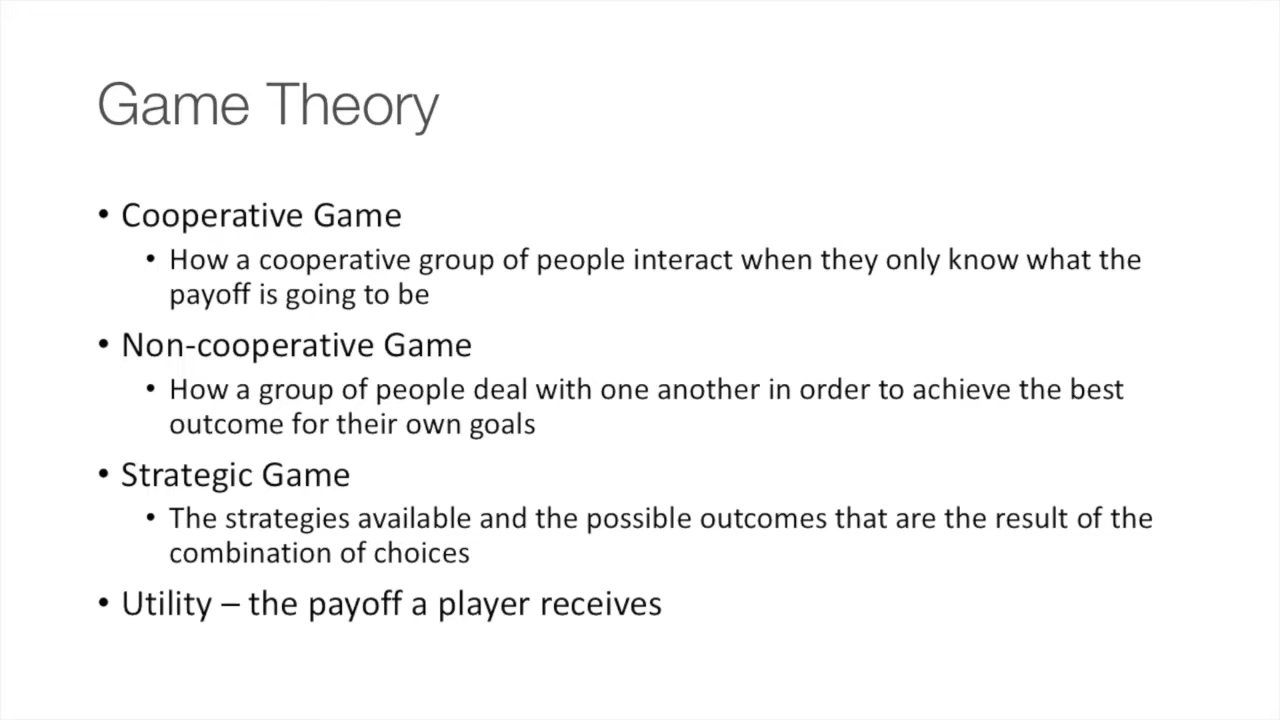 Game Theory
• Cooperative Game
• How a cooperative group of people interact when they only know what the
payoff is going to be
• Non-cooperative Game
• How a group of people deal with one another in order to achieve the best
outcome for their own goals
• Strategic Game
• The strategies available and the possible outcomes that are the result of the
combination of choices
• Utility – the payoff a player receives